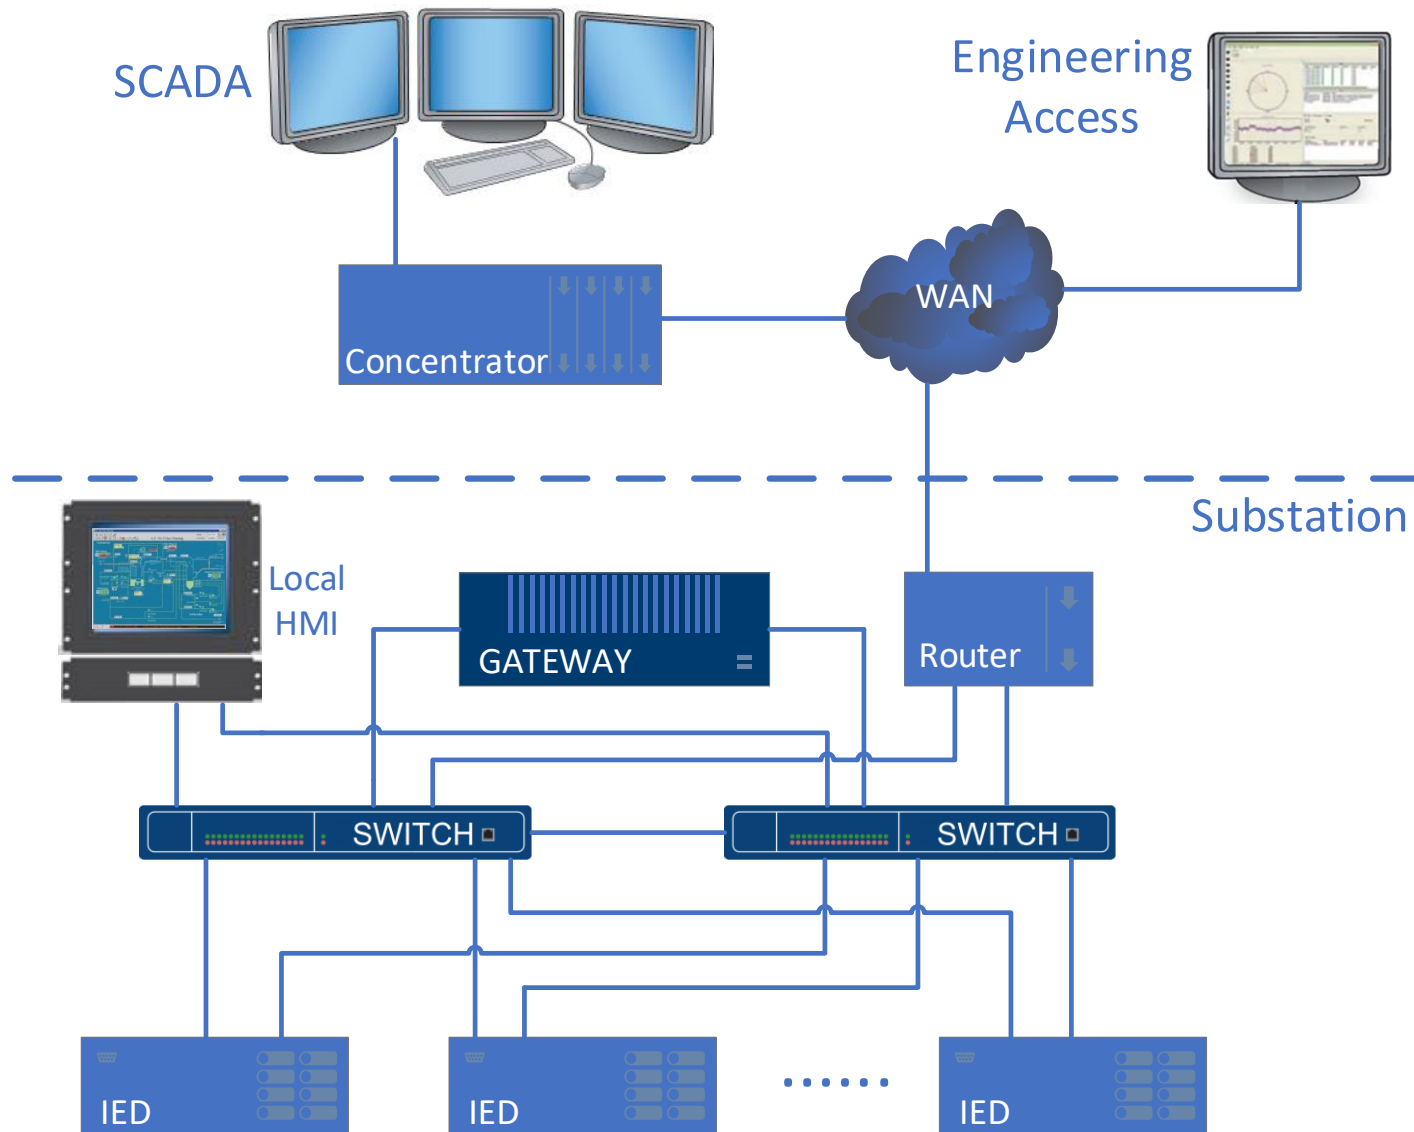 SCADA
Engineering
Access
WAN
Concentrator
Substation
Local
HMI
GATEWAY
Router
SWITCH
SWITCH
IED
IED
......
IED